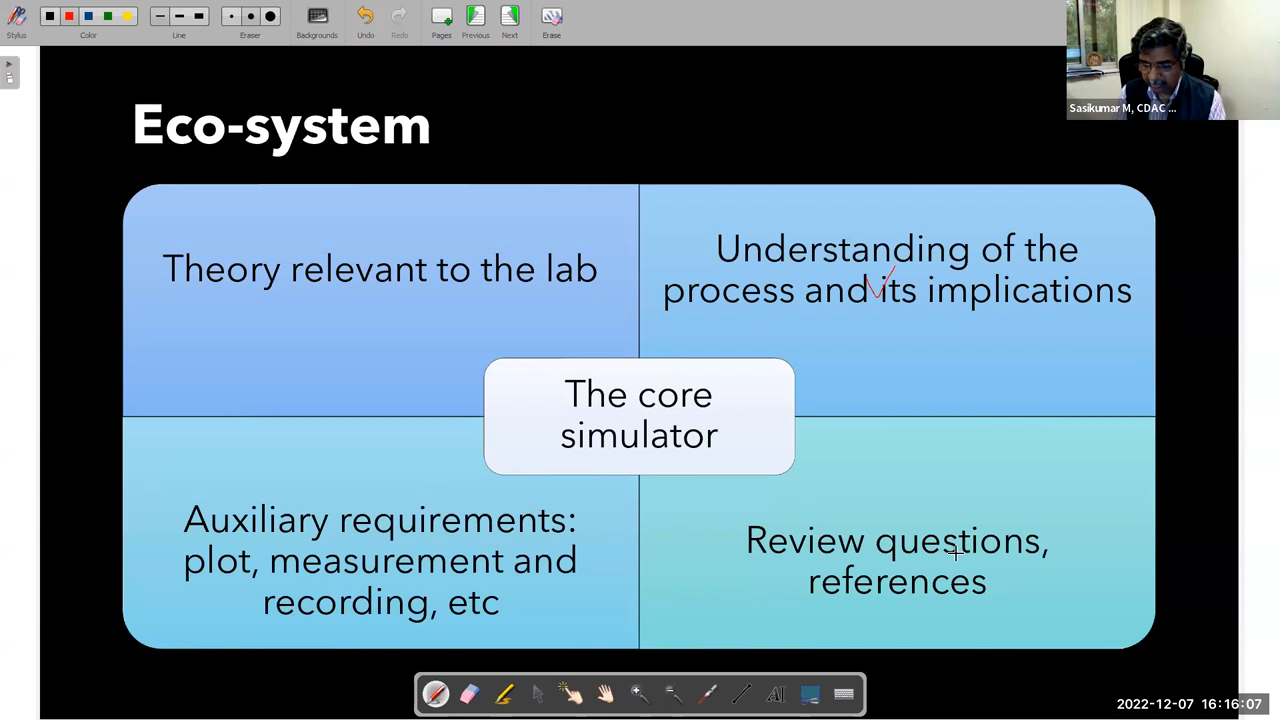 Stylus
Color
Line
Eraser
Backgrounds
Undo
Redo
Pages
Previous
Next
Erase
Sasikumar M, CDAC ...
Eco-system
Theory relevant to the lab
Understanding of the
process and its implications
The core
simulator
Auxiliary requirements:
plot, measurement and
recording, etc
Review questions,
references
AI
2022-12-07 16:16:07